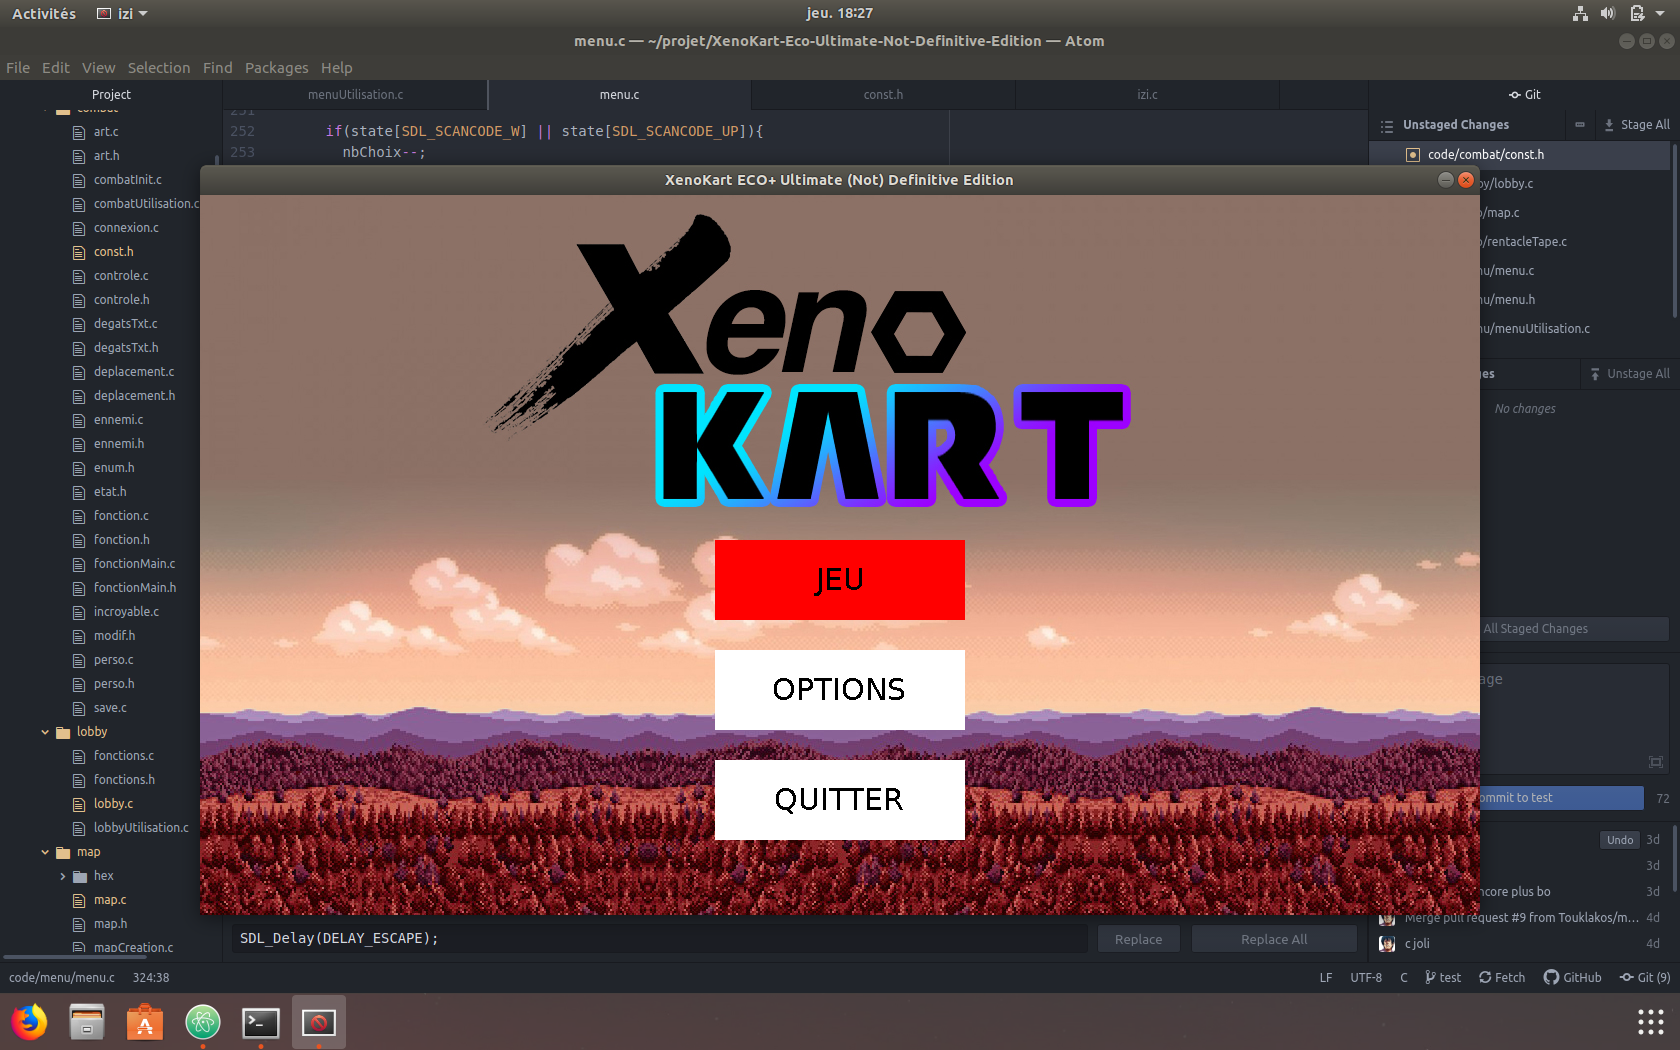 Activités
izi
jeu. 18:27
menu.c — ~/projet/XenoKart-Eco-Ultimate-Not-Definitive-Edition — Atom
File Edit View Selection Find Packages Help
Project
menuUtilisation.c
menu.c
const.h
izi.c
Git
combat
art.c
art.h
combatInit.c
combatUtilisation.c
connexion.c
const.h
controle.c
controle.h
degatsTxt.c
degatsTxt.h
deplacement.c
deplacement.h
ennemi.c
ennemi.h
enum.h
etat.h
fonction.c
fonction.h
fonctionMain.c
fonctionMain.h
incroyable.c
modif.h
perso.c
perso.h
save.c
lobby
fonctions.c
fonctions.h
lobby.c
lobbyUtilisation.c
map
hex
map.c
map.h
mapCreation.c
251
252 if(state[SDL_SCANCODE_W] || state[SDL_SCANCODE_UP]){
253 nbChoix--;
XenoKart ECO+ Ultimate (Not) Definitive Edition
Xeno
KART
JEU
OPTIONS
QUITTER
SDL_Delay(DELAY_ESCAPE);
Replace
Replace All
Unstaged Changes
Stage All
code/combat/const.h
y/lobby.c
/map.c
/rentacleTape.c
u/menu.c
u/menu.h
u/menuUtilisation.c
es
Unstage All
No changes
All Staged Changes
age
ommit to test
72
Undo
3d
3d
ncore plus bo
3d
Merge pull request #9 from Touklakos/m...
4d
c joli
4d
code/menu/menu.c 324:38
LF UTF-8 C test Fetch GitHub Git (9)